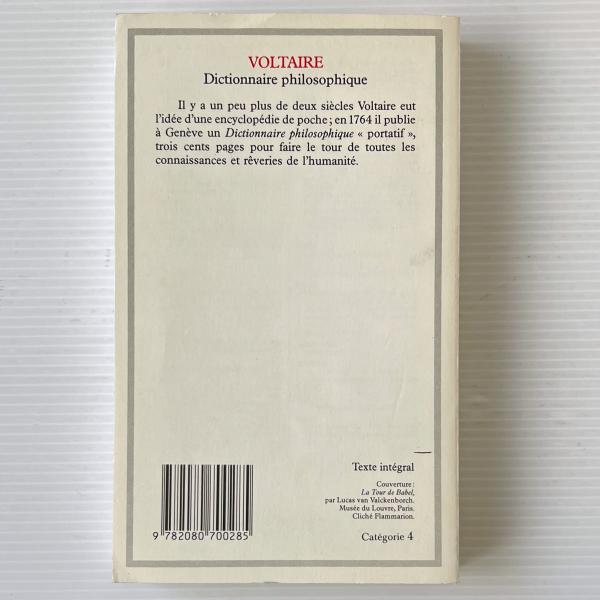 VOLTAIRE
Dictionnaire philosophique
Il y a un peu plus de deux siècles Voltaire eut
l'idée d'une encyclopédie de poche ; en 1764 il publie
à Genève un Dictionnaire philosophique « portatif »,
trois cents pages pour faire le tour de toutes les
connaissances et rêveries de l'humanité.
Texte intégral
Couverture :
La Tour de Babel,
par Lucas van Valckenborch.
Musée du Louvre, Paris.
Cliché Flammarion.
9 782080 700285
Catégorie 4